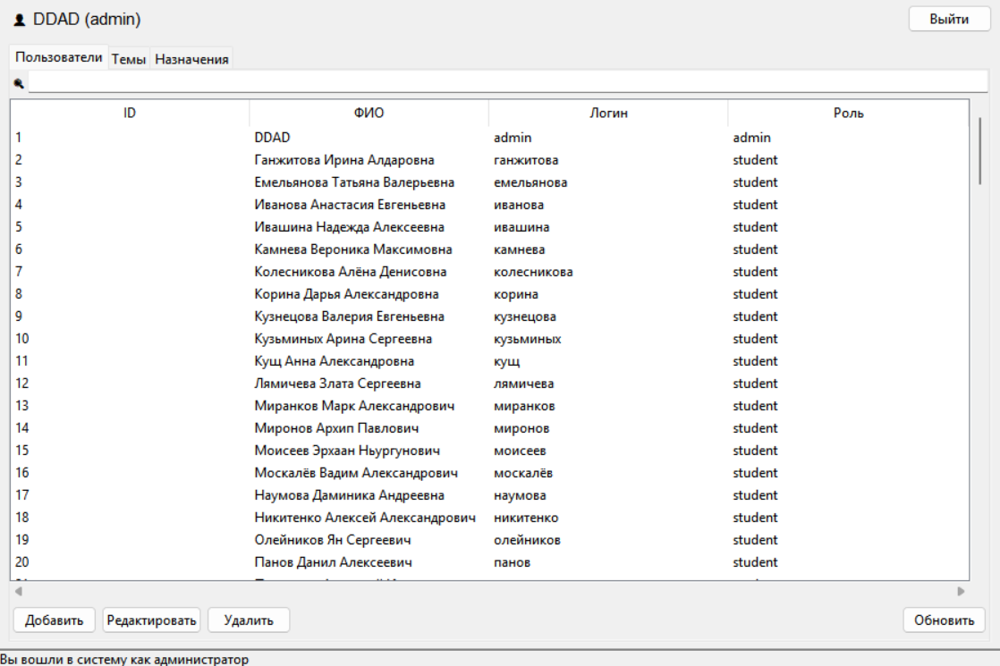 DDAD (admin)
Выйти
Пользователи Темы Назначения
ID ФИО Логин Роль
1 DDAD admin admin
2 Ганжитова Ирина Алдаровна ганжитова student
3 Емельянова Татьяна Валерьевна емельянова student
4 Иванова Анастасия Евгеньевна иванова student
5 Ивашина Надежда Алексеевна ивашина student
6 Камнева Вероника Максимовна камнева student
7 Колесникова Алёна Денисовна колесникова student
8 Корина Дарья Александровна корина student
9 Кузнецова Валерия Евгеньевна кузнецова student
10 Кузьминых Арина Сергеевна кузьминых student
11 Кущ Анна Александровна кущ student
12 Лямичева Злата Сергеевна лямичева student
13 Миранков Марк Александрович миранков student
14 Миронов Архип Павлович миронов student
15 Моисеев Эрхаан Ньургунович моисеев student
16 Москалёв Вадим Александрович москалёв student
17 Наумова Даминика Андреевна наумова student
18 Никитенко Алексей Александрович никитенко student
19 Олейников Ян Сергеевич олейников student
20 Панов Данил Алексеевич панов student
Добавить Редактировать Удалить Обновить
Вы вошли в систему как администратор